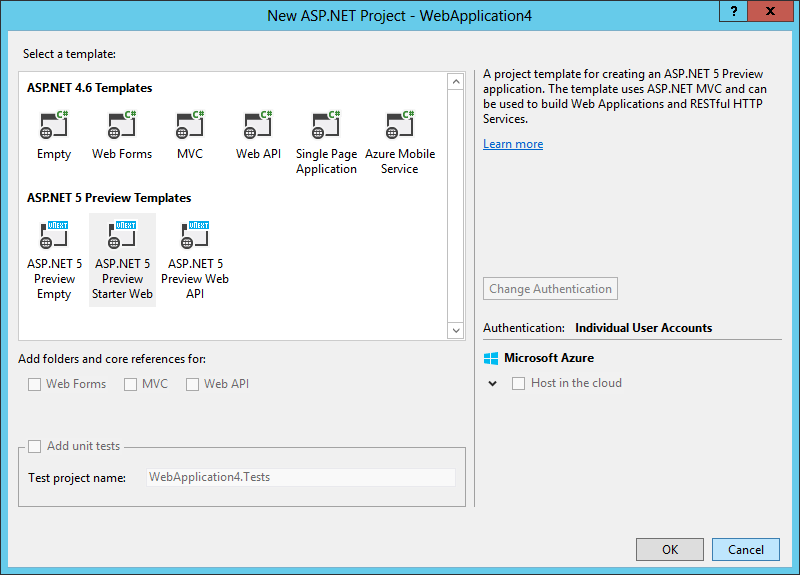 New ASP.NET Project - WebApplication4
?
X
Select a template:
ASP.NET 4.6 Templates
C#
C#
C#
C#
C#
C#
Empty
Web Forms
MVC
Web API
Single Page
Application
Azure Mobile
Service
ASP.NET 5 Preview Templates
vNEXT
vNEXT
vNEXT
ASP.NET 5
Preview
Empty
ASP.NET 5
Preview
Starter Web
ASP.NET 5
Preview Web
API
A project template for creating an ASP.NET 5 Preview
application. The template uses ASP.NET MVC and can
be used to build Web Applications and RESTful HTTP
Services.
Learn more
Change Authentication
Authentication: Individual User Accounts
Microsoft Azure
Host in the cloud
Add folders and core references for:
Web Forms
MVC
Web API
Add unit tests
Test project name:
WebApplication4.Tests
OK
Cancel